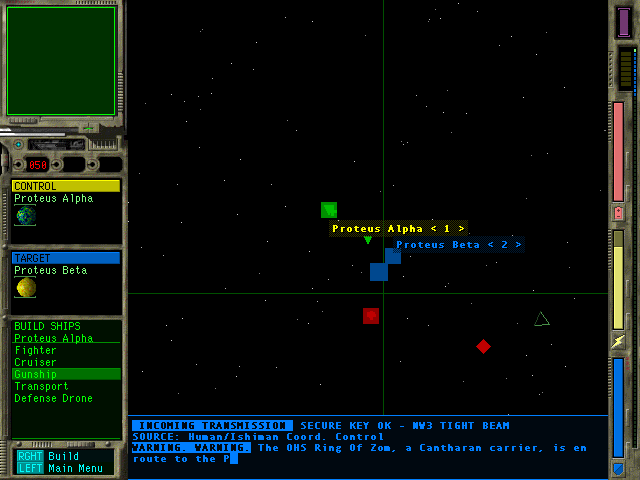 050
CONTROL
Proteus Alpha
TARGET
Proteus Beta
BUILD SHIPS
Proteus Alpha
Fighter
Cruiser
Gunship
Transport
Defense Drone
RGHT Build
LEFT Main Menu
Proteus Alpha < 1 >
Proteus Beta < 2 >
INCOMING TRANSMISSION SECURE KEY OK - NW3 TIGHT BEAM
SOURCE: Human/Ishiman Coord. Control
WARNING. WARNING. The OHS Ring Of Zom, a Cantharan carrier, is en
route to the P